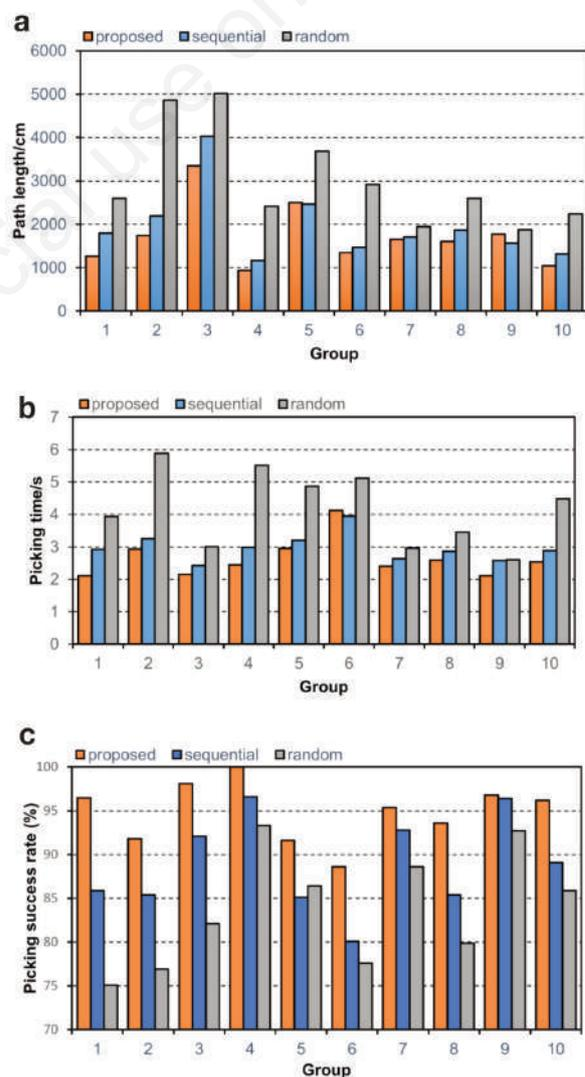 a
proposed sequential random
6000
5000
4000
3000
2000
1000
0
Path length/cm
1 2 3 4 5 6 7 8 9 10
Group
b
proposed sequential random
7
6
5
4
3
2
1
0
Picking time/s
1 2 3 4 5 6 7 8 9 10
Group
c
proposed sequential random
100
95
90
85
80
75
70
Picking success rate (%)
1 2 3 4 5 6 7 8 9 10
Group